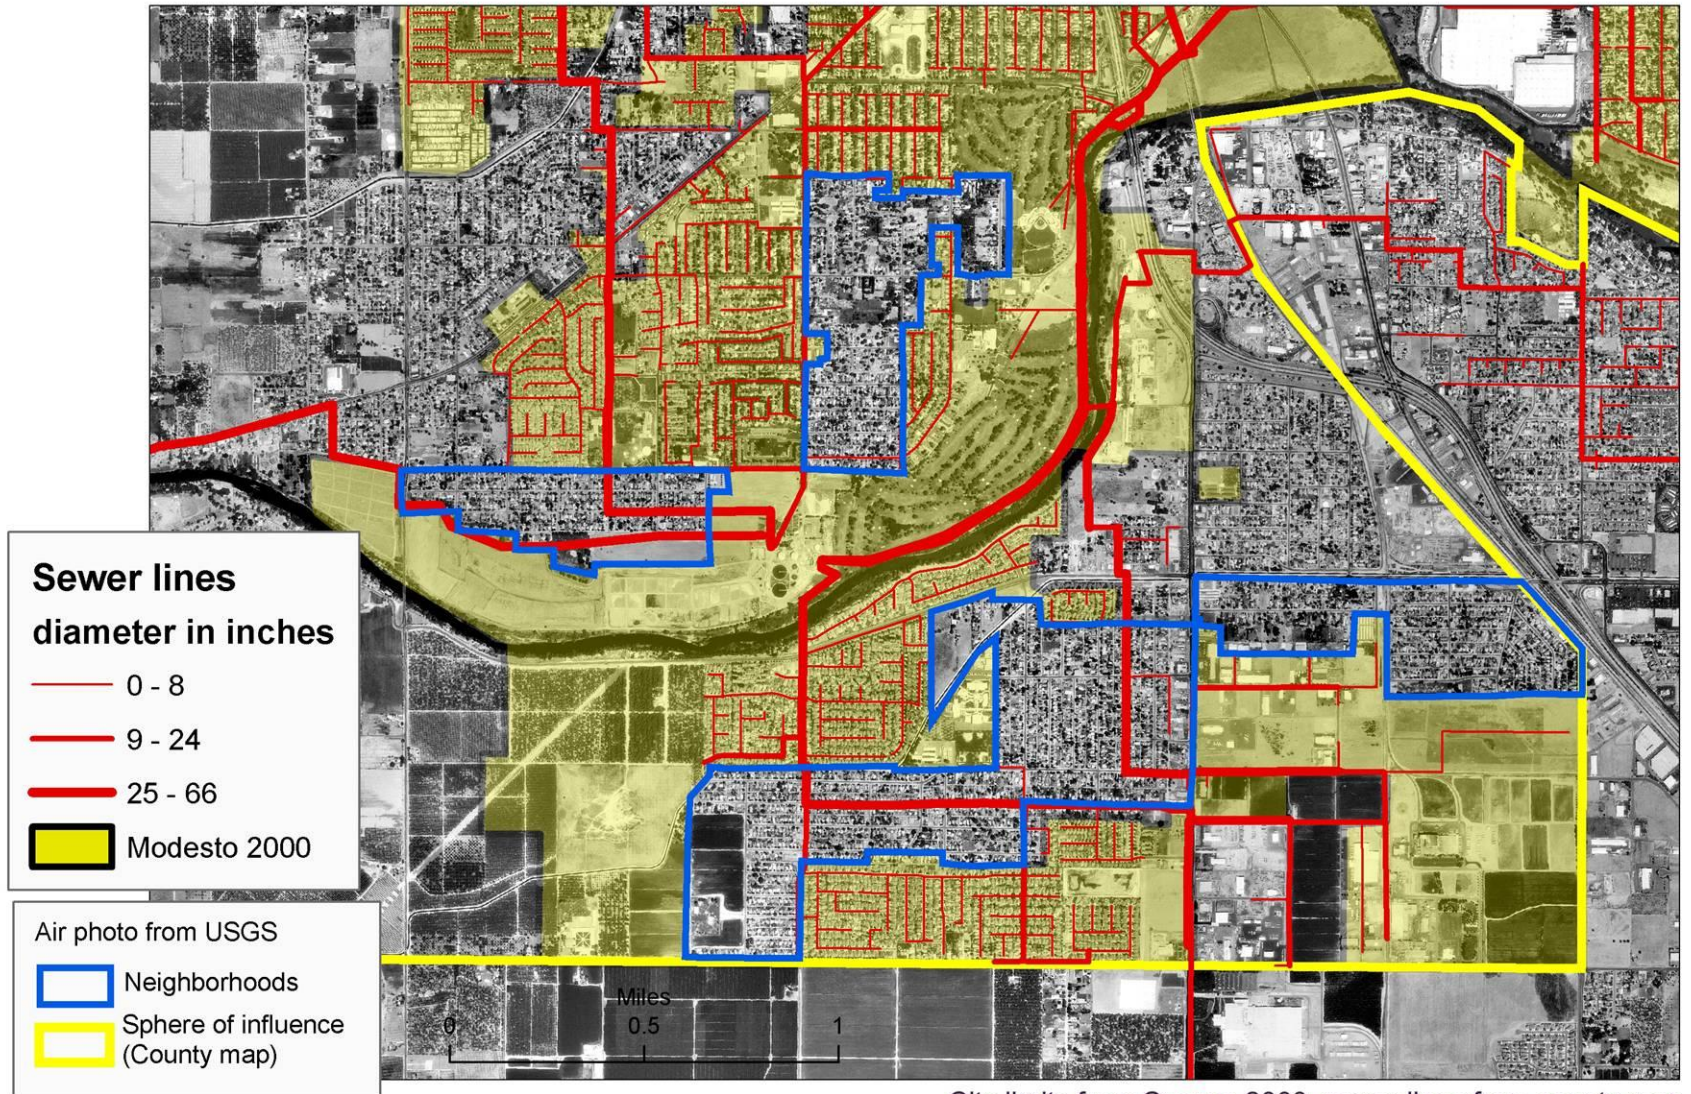 Sewer lines
diameter in inches
0 - 8
9 - 24
25 - 66
Modesto 2000
Air photo from USGS
Neighborhoods
Sphere of influence
(County map)
Miles
0 0.5 1